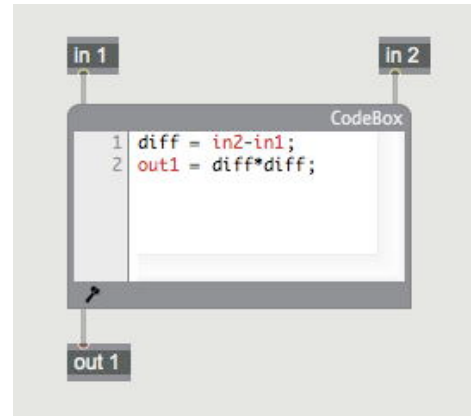 in 1
in 2
CodeBox
1 diff = in2-in1;
2 out1 = diff*diff;
out 1